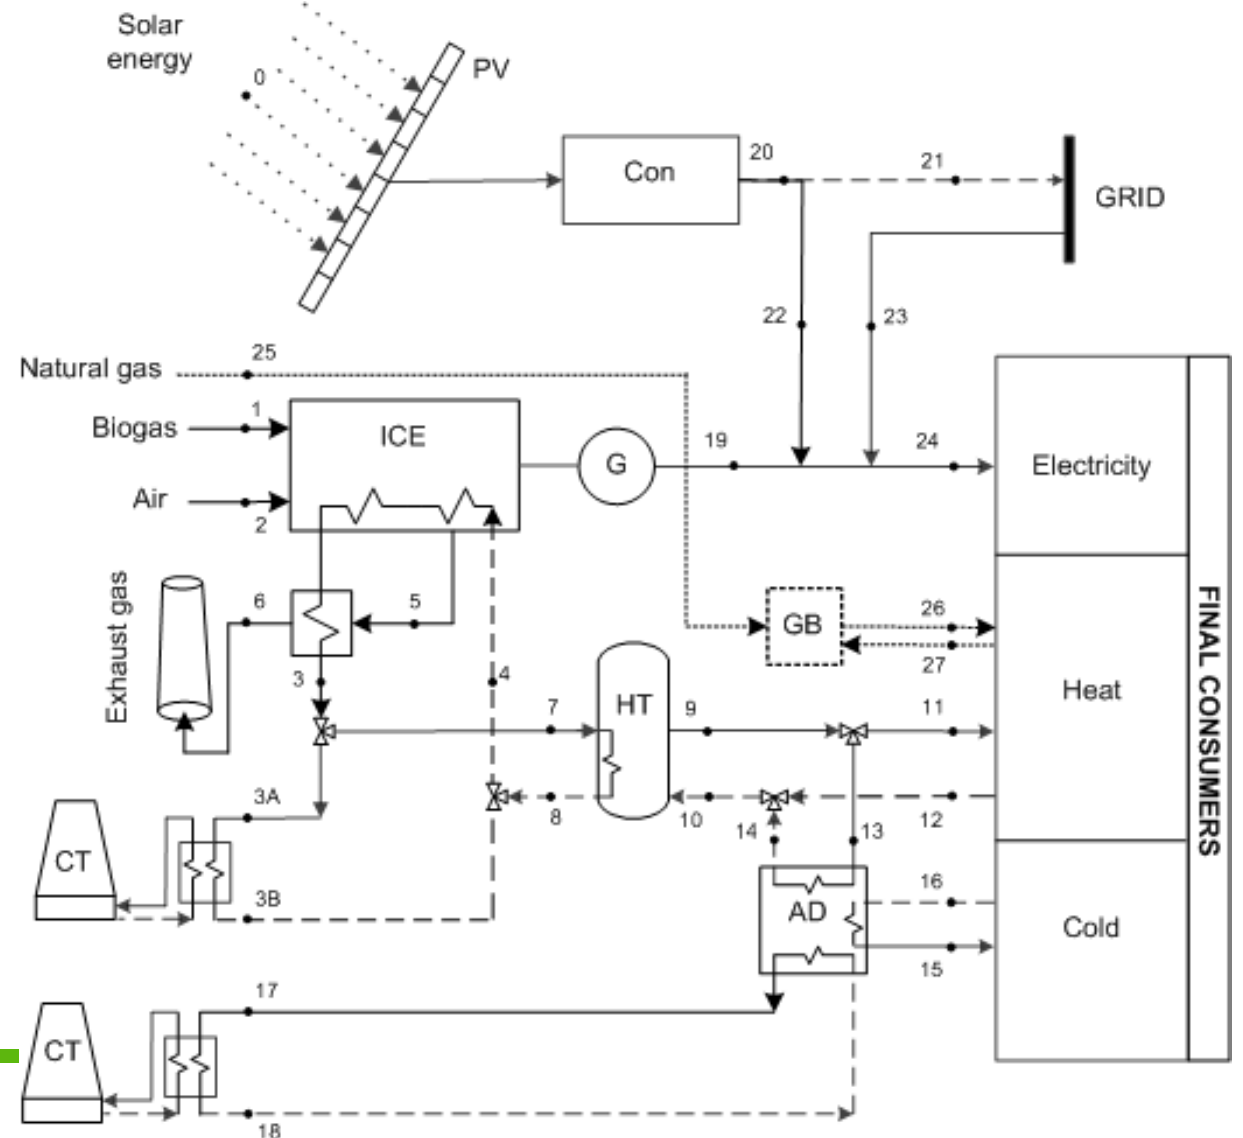 Solar
energy
0
PV
Con
20
21
GRID
22
23
Natural gas
25
Biogas
1
ICE
Air
2
G
19
24
Electricity
Exhaust gas
6
5
3
4
GB
26
27
HT
7
9
11
Heat
8
10
14
13
12
3A
CT
3B
AD
16
15
Cold
17
CT
18
FINAL CONSUMERS